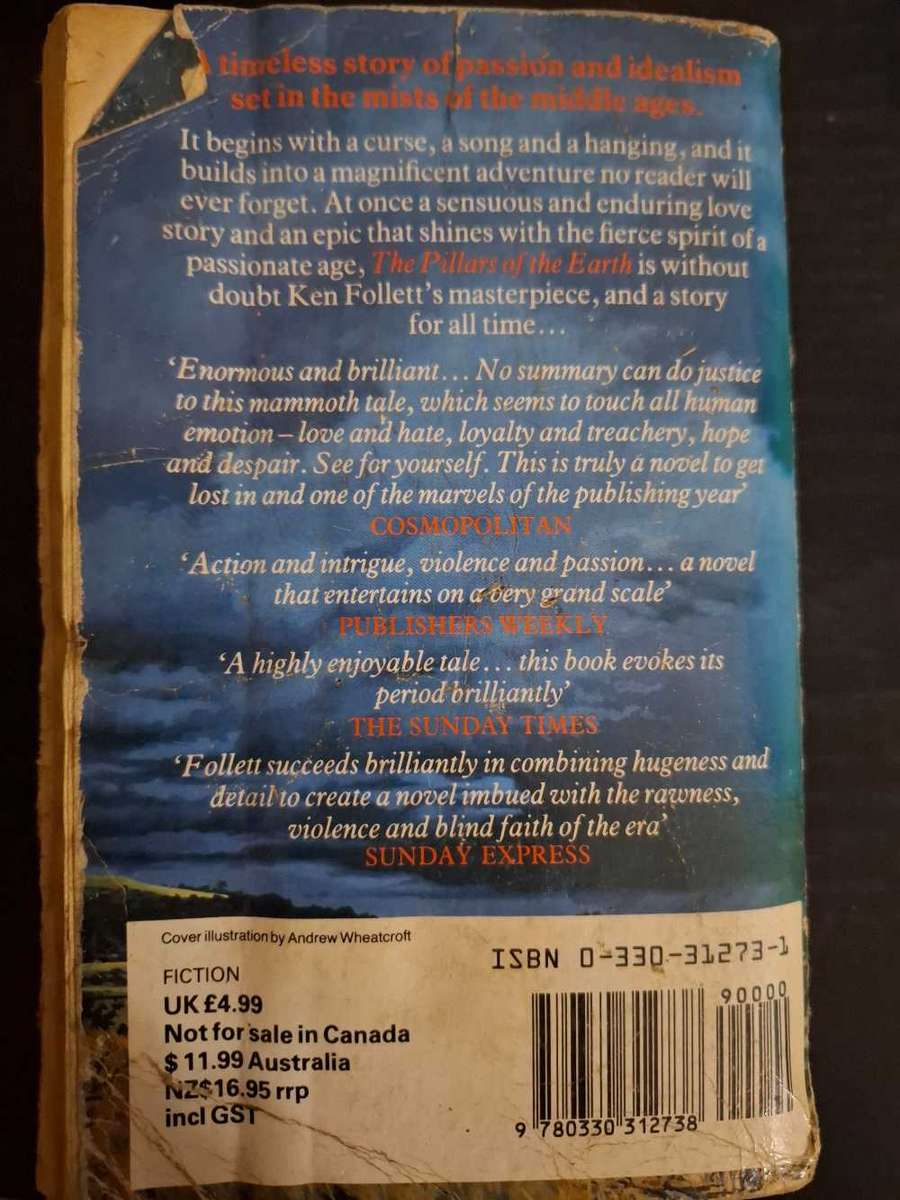 A timeless story of passion and idealism
set in the mists of the middle ages.
It begins with a curse, a song and a hanging, and it
builds into a magnificent adventure no reader will
ever forget. At once a sensuous and enduring love
story and an epic that shines with the fierce spirit of a
passionate age, The Pillars of the Earth is without
doubt Ken Follett's masterpiece, and a story
for all time...
'Enormous and brilliant... No summary can do justice
to this mammoth tale, which seems to touch all human
emotion – love and hate, loyalty and treachery, hope
and despair. See for yourself. This is truly a novel to get
lost in and one of the marvels of the publishing year'
COSMOPOLITAN
'Action and intrigue, violence and passion... a novel
that entertains on a very grand scale'
PUBLISHERS WEEKLY
'A highly enjoyable tale... this book evokes its
period brilliantly'
THE SUNDAY TIMES
'Follett succeeds brilliantly in combining hugeness and
detail to create a novel imbued with the rawness,
violence and blind faith of the era'
SUNDAY EXPRESS
Cover illustration by Andrew Wheatcroft
FICTION
UK £4.99
Not for sale in Canada
$ 11.99 Australia
NZ$16.95 rrp
incl GST
ISBN 0-330-31273-1
90000
9 780330 312738